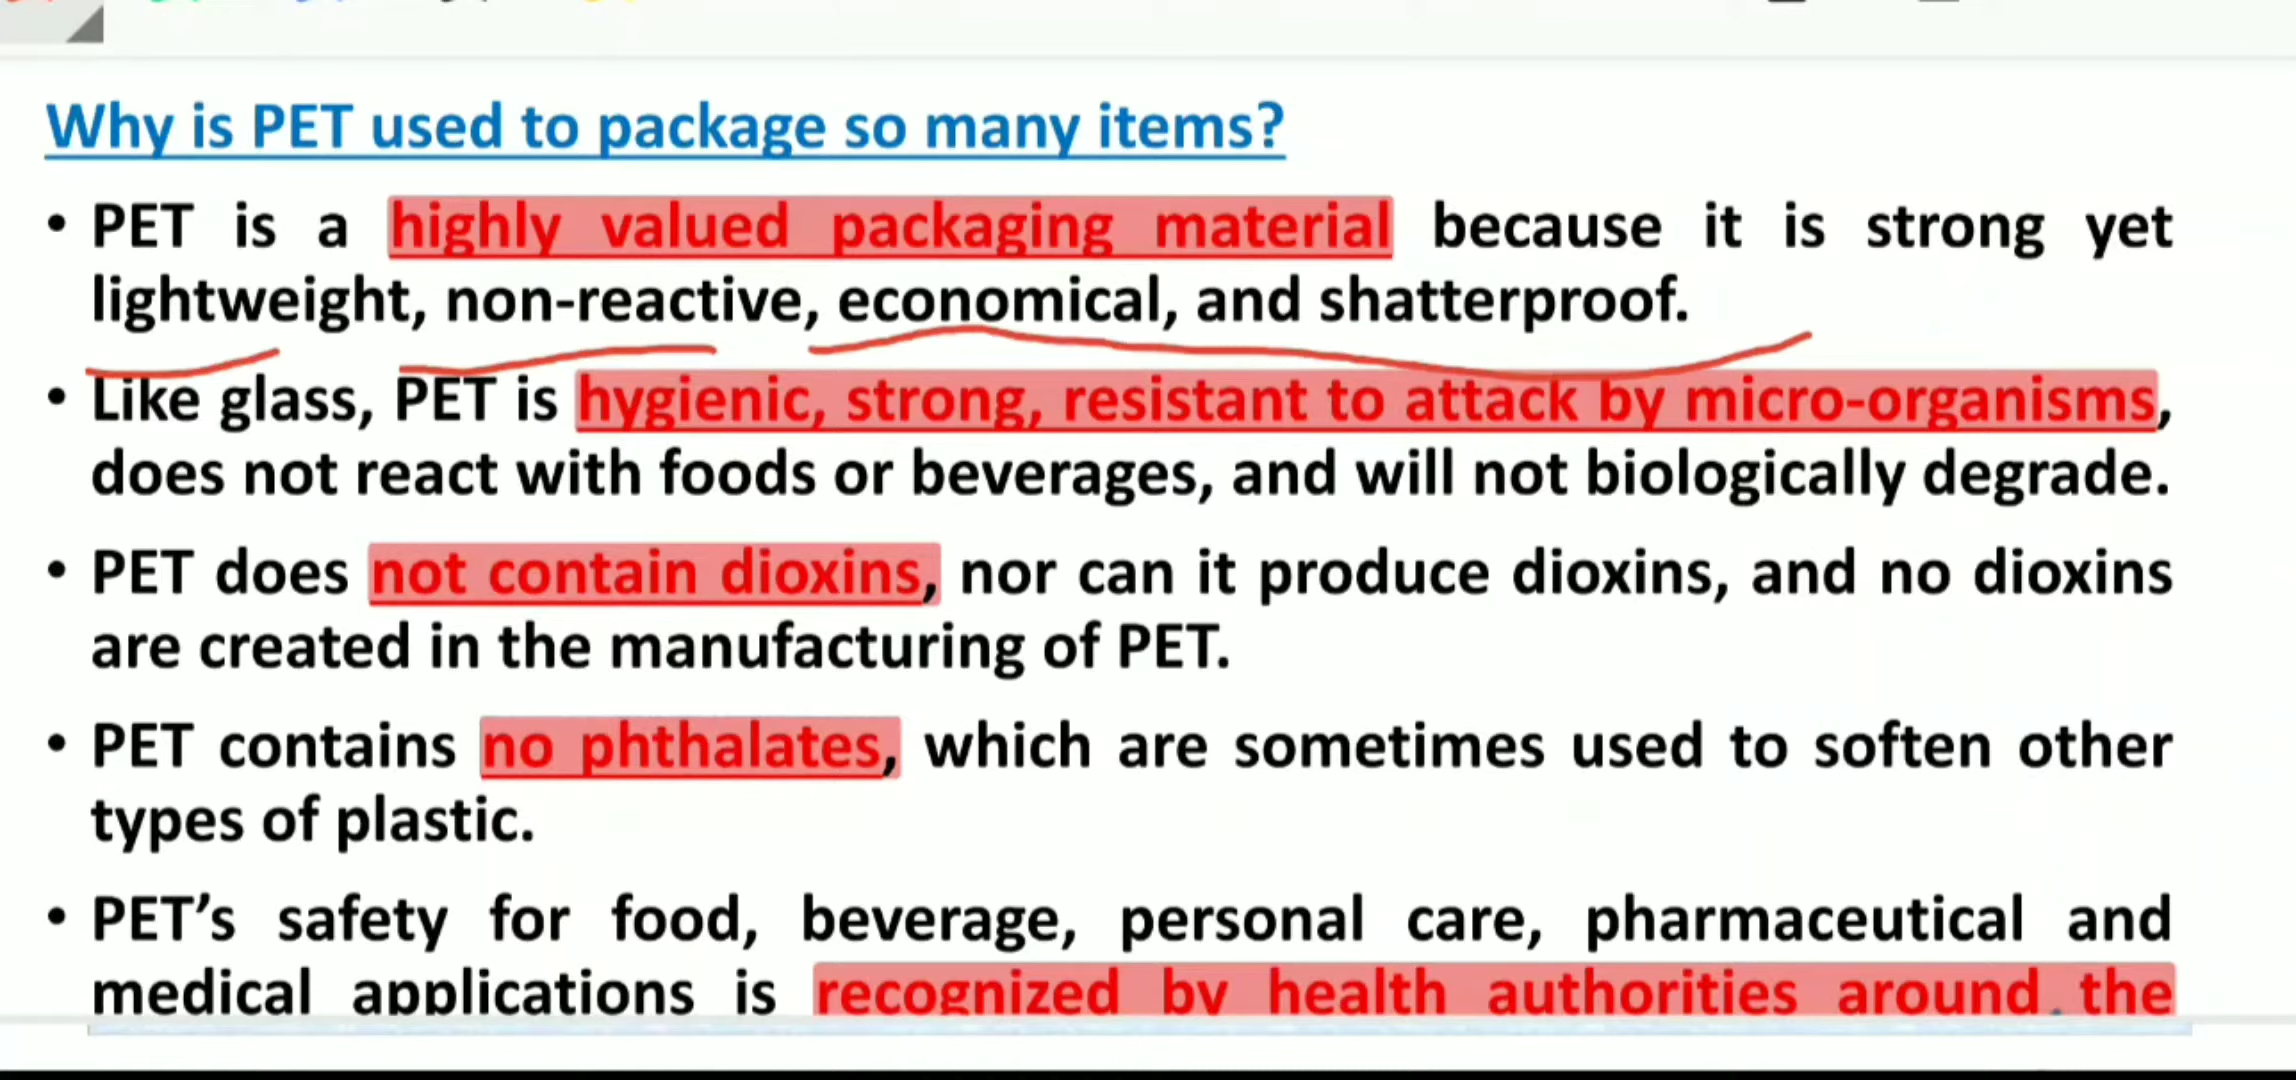 Why is PET used to package so many items?
• PET is a highly valued packaging material because it is strong yet
lightweight, non-reactive, economical, and shatterproof.
• Like glass, PET is hygienic, strong, resistant to attack by micro-organisms,
does not react with foods or beverages, and will not biologically degrade.
• PET does not contain dioxins, nor can it produce dioxins, and no dioxins
are created in the manufacturing of PET.
• PET contains no phthalates, which are sometimes used to soften other
types of plastic.
• PET’s safety for food, beverage, personal care, pharmaceutical and
medical applications is recognized by health authorities around the